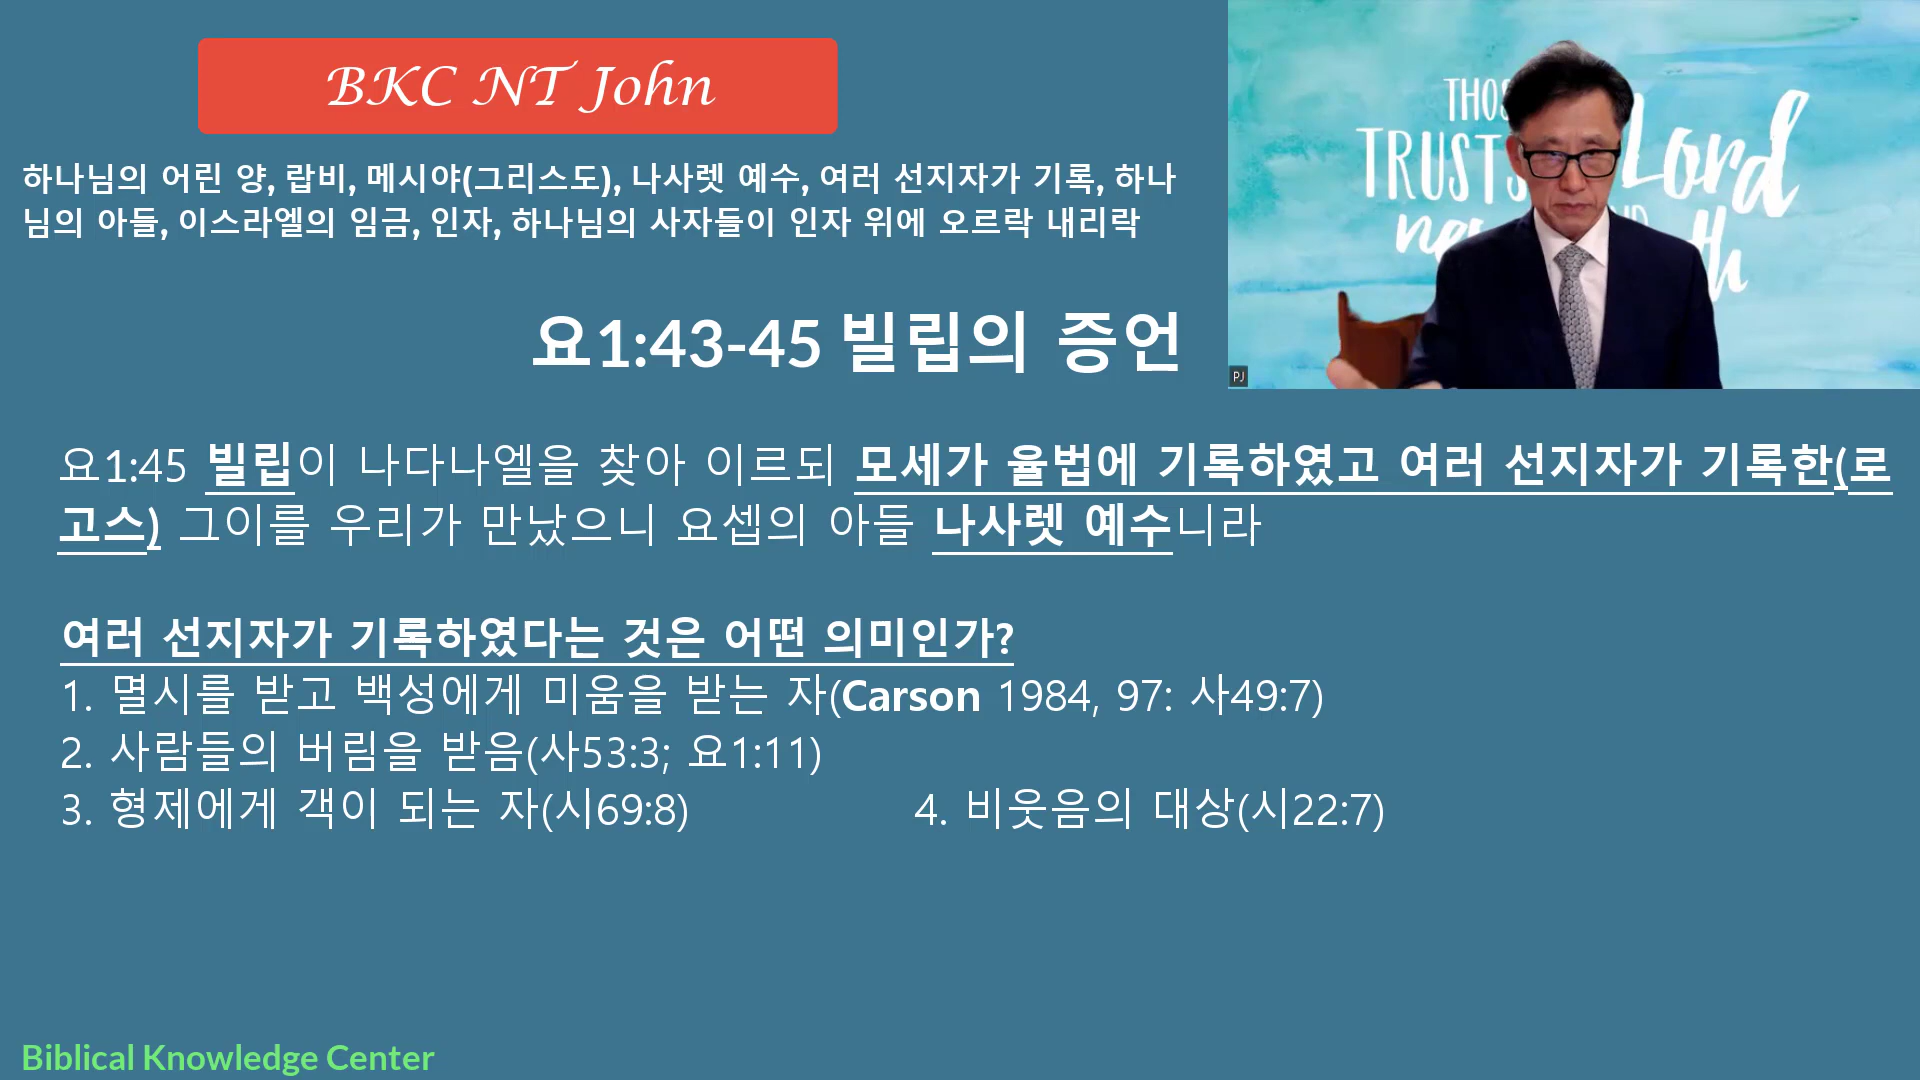 BKC NT John
하나님의 어린 양, 랍비, 메시야(그리스도), 나사렛 예수, 여러 선지자가 기록, 하나
님의 아들, 이스라엘의 임금, 인자, 하나님의 사자들이 인자 위에 오르락 내리락
THOS
TRUSTS
Lord
ND
PJ
요1:43-45 빌립의 증언
요1:45 빌립이 나다나엘을 찾아 이르되 모세가 율법에 기록하였고 여러 선지자가 기록한(로
고스) 그이를 우리가 만났으니 요셉의 아들 나사렛 예수니라
여러 선지자가 기록하였다는 것은 어떤 의미인가?
1. 멸시를 받고 백성에게 미움을 받는 자(Carson 1984, 97: 사49:7)
2. 사람들의 버림을 받음(사53:3; 요1:11)
3. 형제에게 객이 되는 자(시69:8) 4. 비웃음의 대상(시22:7)
Biblical Knowledge Center